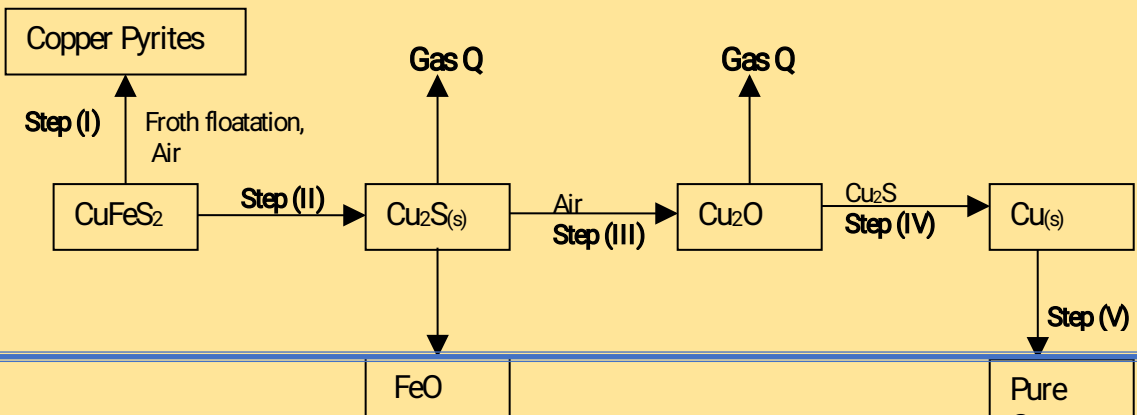 Copper Pyrites
Gas Q
Gas Q
Step (I)
Froth floatation,
Air
CuFeS₂
Step (II)
Cu₂S(s)
Air
Step (III)
Cu₂O
Cu₂S
Step (IV)
Cu(s)
Step (V)
FeO
Pure